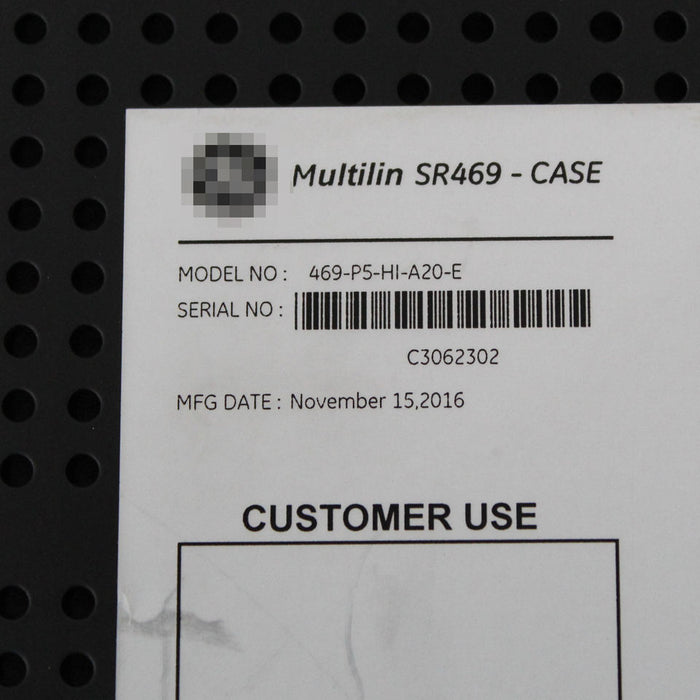 Multilin SR469 - CASE
MODEL NO : 469-P5-HI-A20-E
SERIAL NO :
C3062302
MFG DATE : November 15,2016
CUSTOMER USE